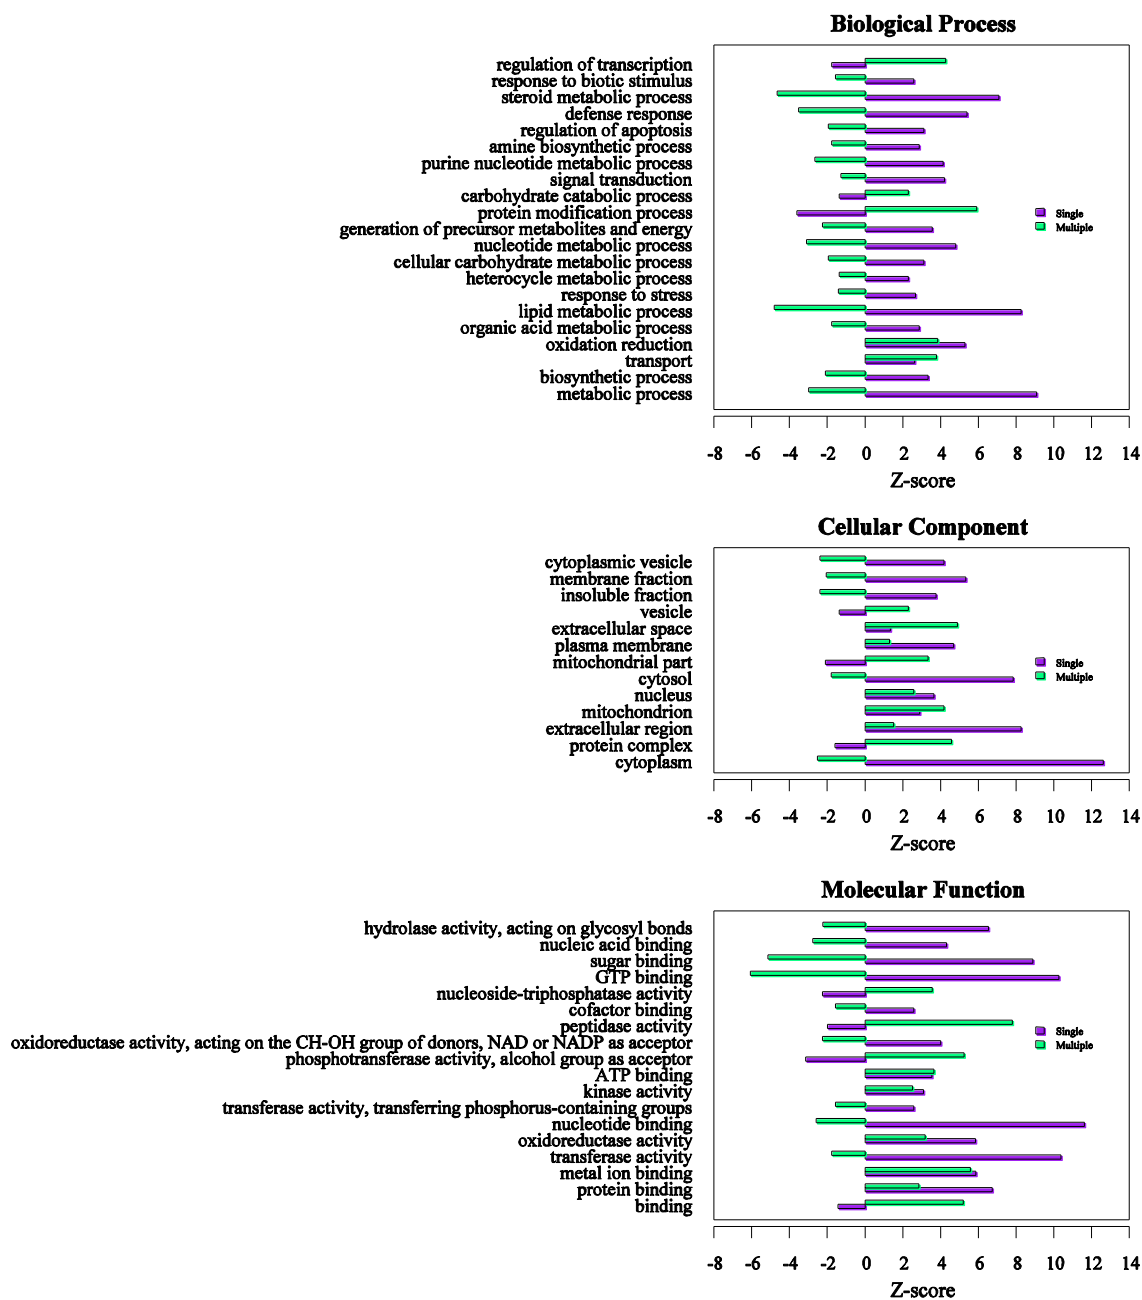 Biological Process
regulation of transcription
response to biotic stimulus
steroid metabolic process
defense response
regulation of apoptosis
amine biosynthetic process
purine nucleotide metabolic process
signal transduction
carbohydrate catabolic process
protein modification process
generation of precursor metabolites and energy
nucleotide metabolic process
cellular carbohydrate metabolic process
heterocycle metabolic process
response to stress
lipid metabolic process
organic acid metabolic process
oxidation reduction
transport
biosynthetic process
metabolic process
Single
Multiple
-8 -6 -4 -2 0 2 4 6 8 10 12 14
Z-score
Cellular Component
cytoplasmic vesicle
membrane fraction
insoluble fraction
vesicle
extracellular space
plasma membrane
mitochondrial part
cytosol
nucleus
mitochondrion
extracellular region
protein complex
cytoplasm
Single
Multiple
-8 -6 -4 -2 0 2 4 6 8 10 12 14
Z-score
Molecular Function
hydrolase activity, acting on glycosyl bonds
nucleic acid binding
sugar binding
GTP binding
nucleoside-triphosphatase activity
cofactor binding
peptidase activity
oxidoreductase activity, acting on the CH-OH group of donors, NAD or NADP as acceptor
phosphotransferase activity, alcohol group as acceptor
ATP binding
kinase activity
transferase activity, transferring phosphorus-containing groups
nucleotide binding
oxidoreductase activity
transferase activity
metal ion binding
protein binding
binding
Single
Multiple
-8 -6 -4 -2 0 2 4 6 8 10 12 14
Z-score